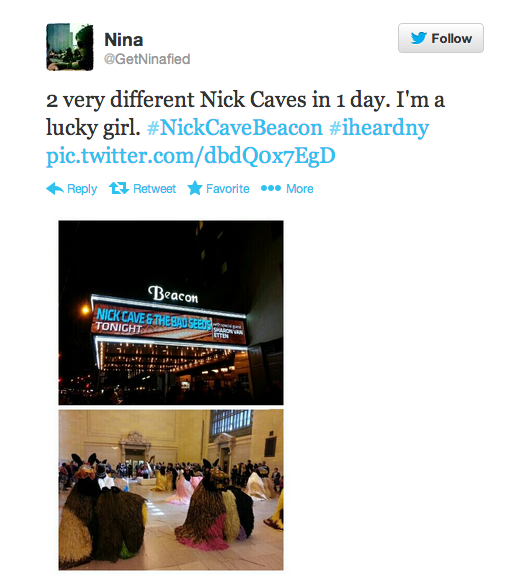 Nina
@GetNinafied
Follow
2 very different Nick Caves in 1 day. I'm a
lucky girl. #NickCaveBeacon #iheardny
pic.twitter.com/dbdQ0x7EgD
Reply Retweet Favorite More
Beacon
NICK CAVE & THE BAD SEEDS
TONIGHT
with special guest
SHARON VAN
ETTEN